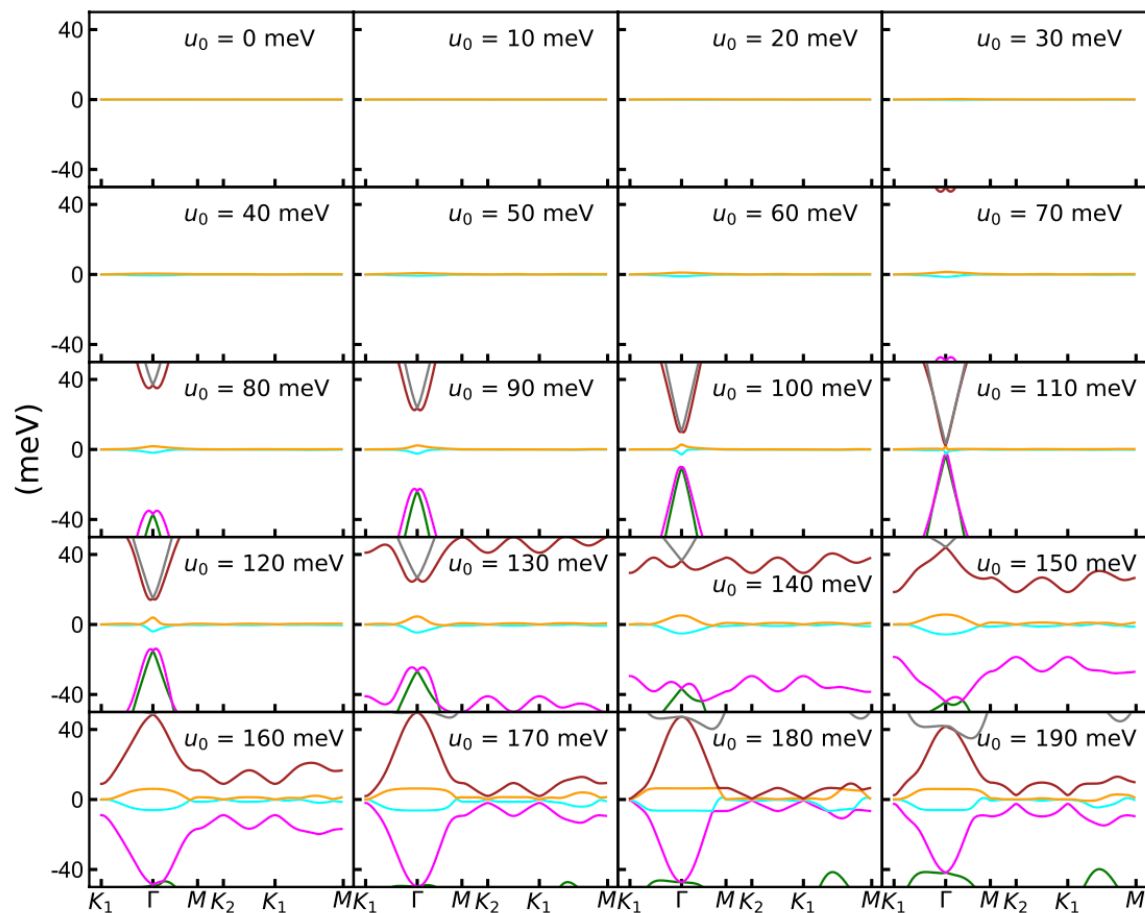 40 u₀ = 0 meV u₀ = 10 meV u₀ = 20 meV u₀ = 30 meV
0
-40
40 u₀ = 40 meV u₀ = 50 meV u₀ = 60 meV u₀ = 70 meV
0
-40
40 u₀ = 80 meV u₀ = 90 meV u₀ = 100 meV u₀ = 110 meV
0
-40
(meV)
40 u₀ = 120 meV u₀ = 130 meV u₀ = 140 meV u₀ = 150 meV
0
-40
40 u₀ = 160 meV u₀ = 170 meV u₀ = 180 meV u₀ = 190 meV
0
-40
K₁ Γ M K₂ K₁ M K₁ Γ M K₂ K₁ M K₁ Γ M K₂ K₁ M K₁ Γ M K₂ K₁ M